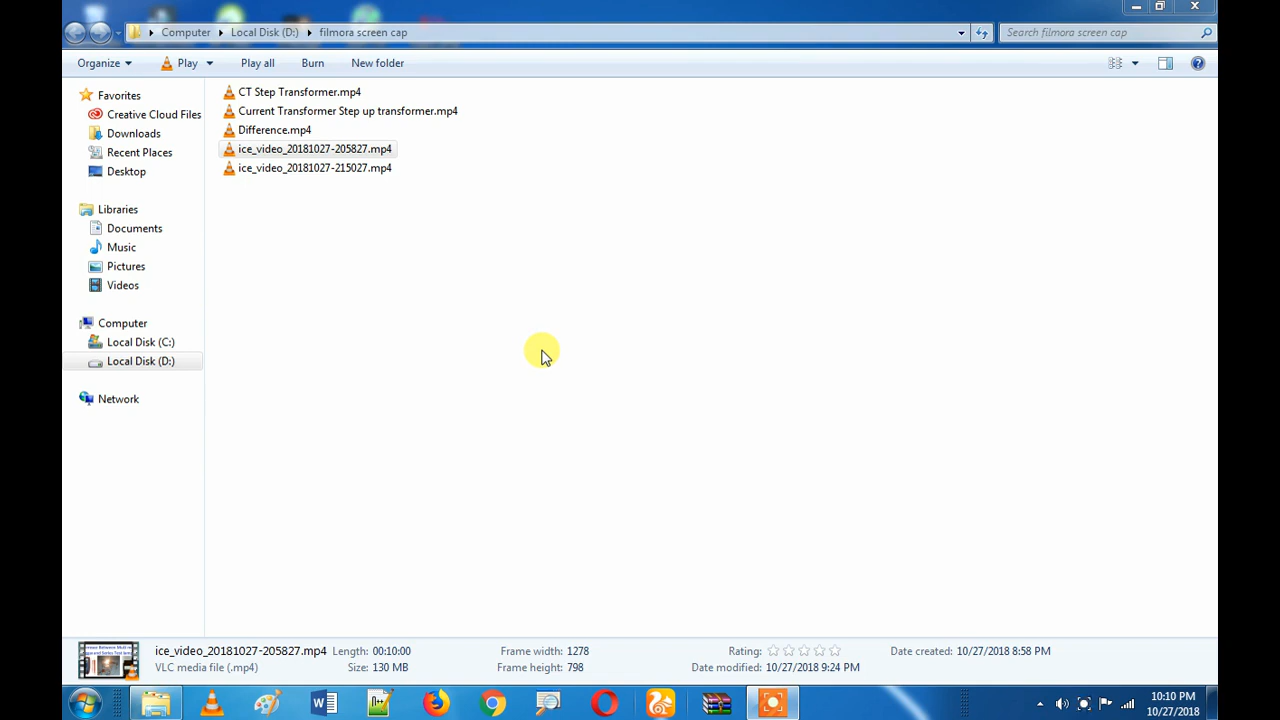 Computer Local Disk (D:) filmora screen cap Search filmora screen cap
Organize Play Play all Burn New folder
Favorites
Creative Cloud Files
Downloads
Recent Places
Desktop
Libraries
Documents
Music
Pictures
Videos
Computer
Local Disk (C:)
Local Disk (D:)
Network
CT Step Transformer.mp4
Current Transformer Step up transformer.mp4
Difference.mp4
ice_video_20181027-205827.mp4
ice_video_20181027-215027.mp4
ice_video_20181027-205827.mp4 Length: 00:10:00 Frame width: 1278 Rating: Date created: 10/27/2018 8:58 PM
VLC media file (.mp4) Size: 130 MB Frame height: 798 Date modified: 10/27/2018 9:24 PM
10:10 PM
10/27/2018